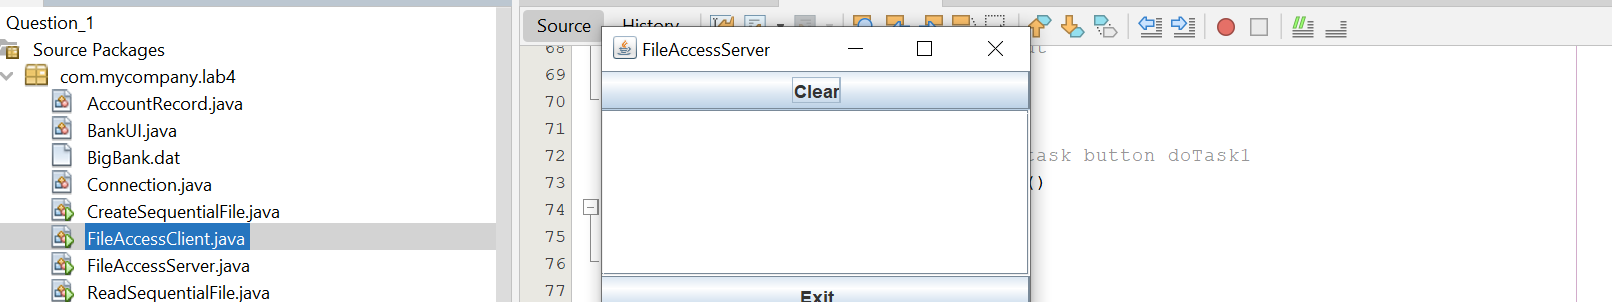 Question_1
Source Packages
com.mycompany.lab4
AccountRecord.java
BankUI.java
BigBank.dat
Connection.java
CreateSequentialFile.java
FileAccessClient.java
FileAccessServer.java
ReadSequentialFile.java
Source History
68
69
70
71
72 task button doTask1
73 ()
74
75
76
77
FileAccessServer
Clear
Exit